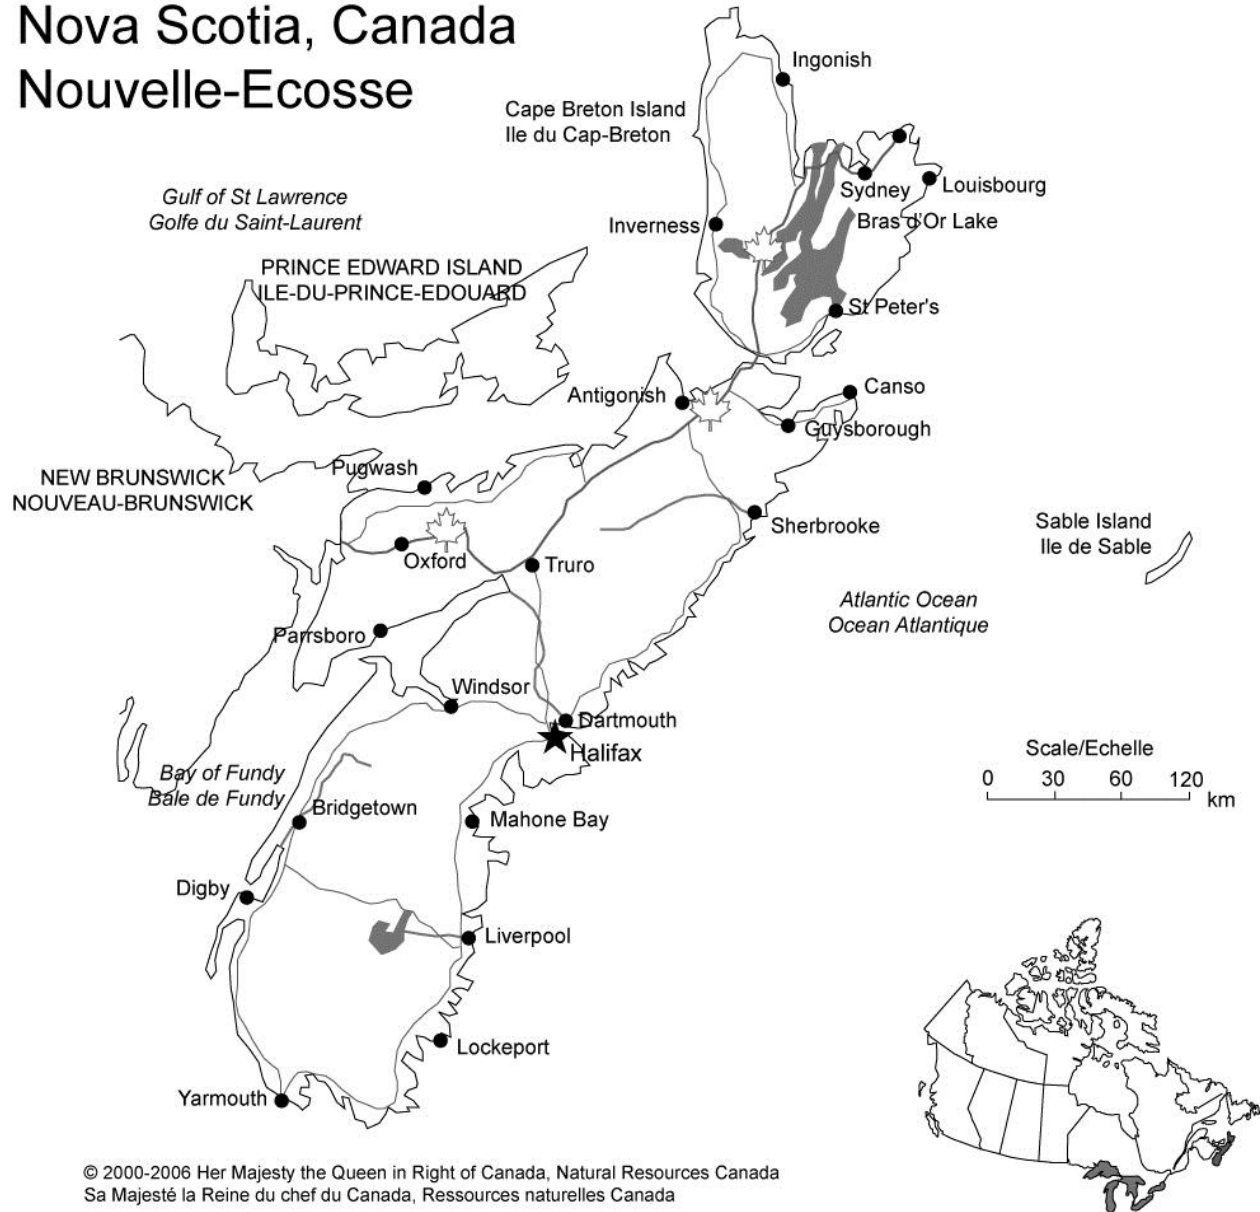 Nova Scotia, Canada
Nouvelle-Ecosse
Ingonish
Cape Breton Island
Ile du Cap-Breton
Sydney
Louisbourg
Gulf of St Lawrence
Golfe du Saint-Laurent
Inverness
Bras d'Or Lake
PRINCE EDWARD ISLAND
ILE-DU-PRINCE-EDOUARD
St Peter's
Antigonish
Canso
Guysborough
Pugwash
NEW BRUNSWICK
NOUVEAU-BRUNSWICK
Sherbrooke
Sable Island
Ile de Sable
Oxford
Truro
Atlantic Ocean
Ocean Atlantique
Parrsboro
Windsor
Dartmouth
Halifax
Scale/Echelle
0 30 60 120
km
Bay of Fundy
Baie de Fundy
Bridgetown
Mahone Bay
Digby
Liverpool
Lockeport
Yarmouth
© 2000-2006 Her Majesty the Queen in Right of Canada, Natural Resources Canada
Sa Majesté la Reine du chef du Canada, Ressources naturelles Canada